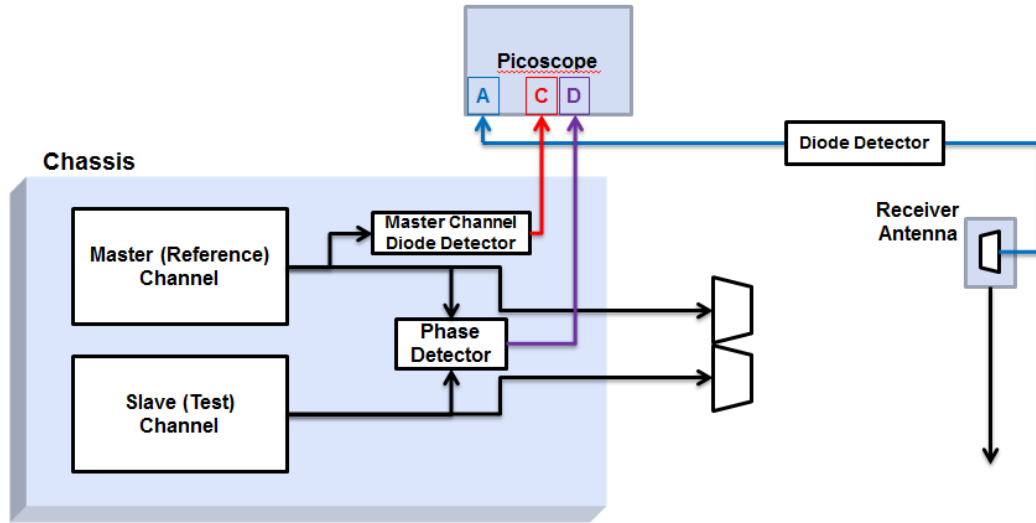 Picoscope
A
C
D
Diode Detector
Chassis
Master (Reference)
Channel
Master Channel
Diode Detector
Receiver
Antenna
Phase
Detector
Slave (Test)
Channel